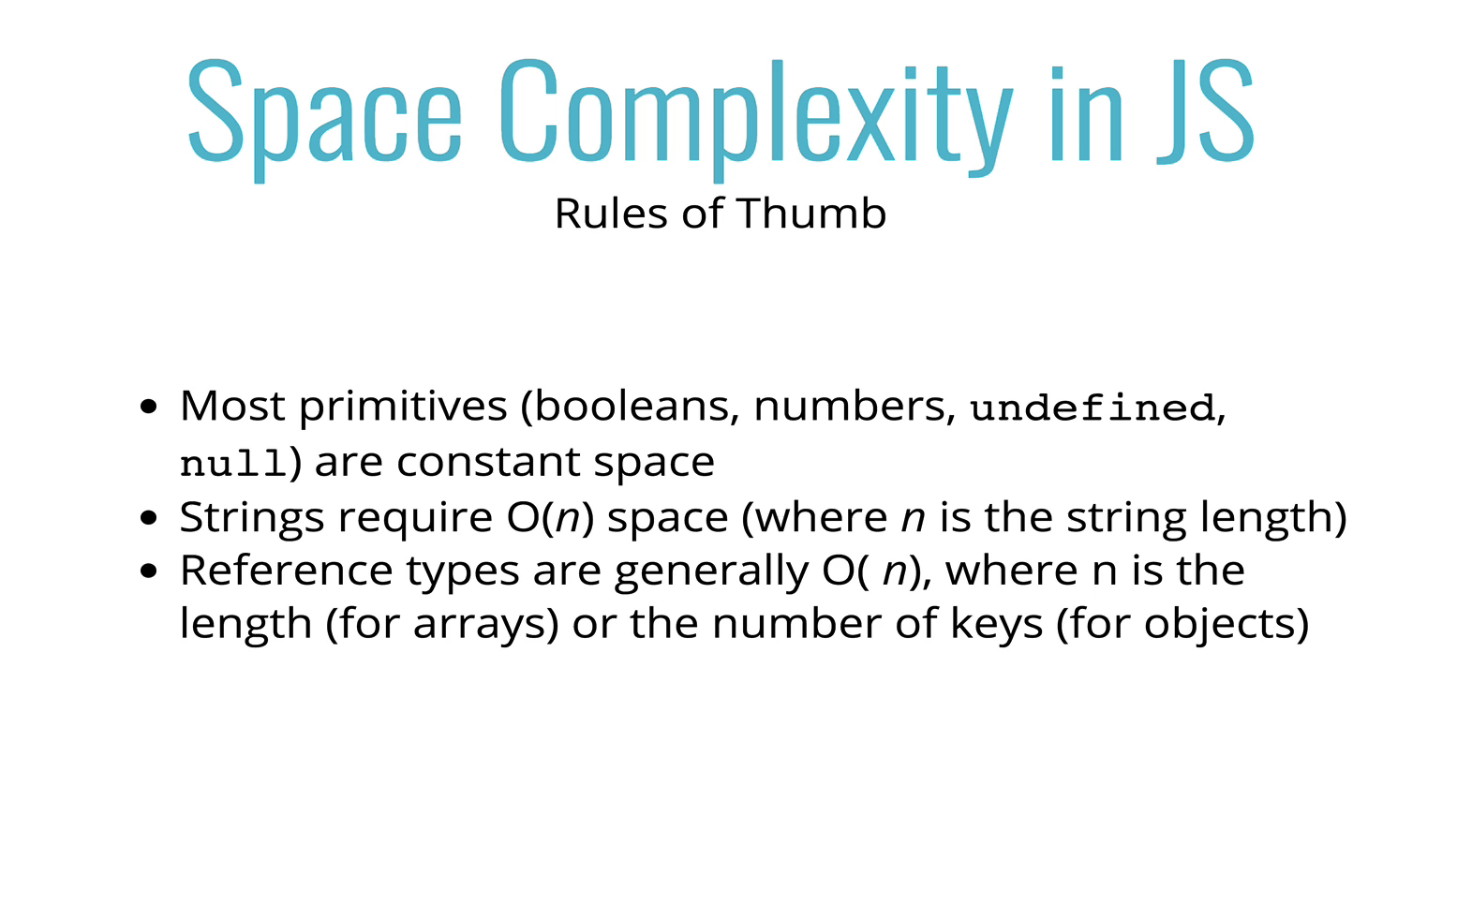 Space Complexity in JS
Rules of Thumb
• Most primitives (booleans, numbers, undefined,
null) are constant space
• Strings require O(n) space (where n is the string length)
• Reference types are generally O( n), where n is the
length (for arrays) or the number of keys (for objects)